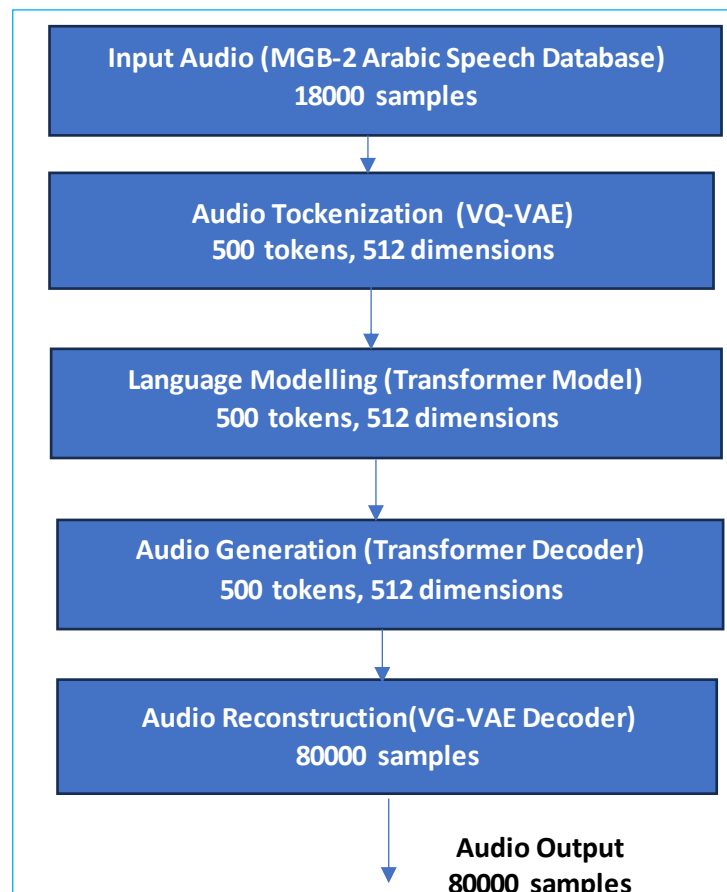 Input Audio (MGB-2 Arabic Speech Database)
18000 samples
Audio Tockenization (VQ-VAE)
500 tokens, 512 dimensions
Language Modelling (Transformer Model)
500 tokens, 512 dimensions
Audio Generation (Transformer Decoder)
500 tokens, 512 dimensions
Audio Reconstruction(VG-VAE Decoder)
80000 samples
Audio Output
80000 samples